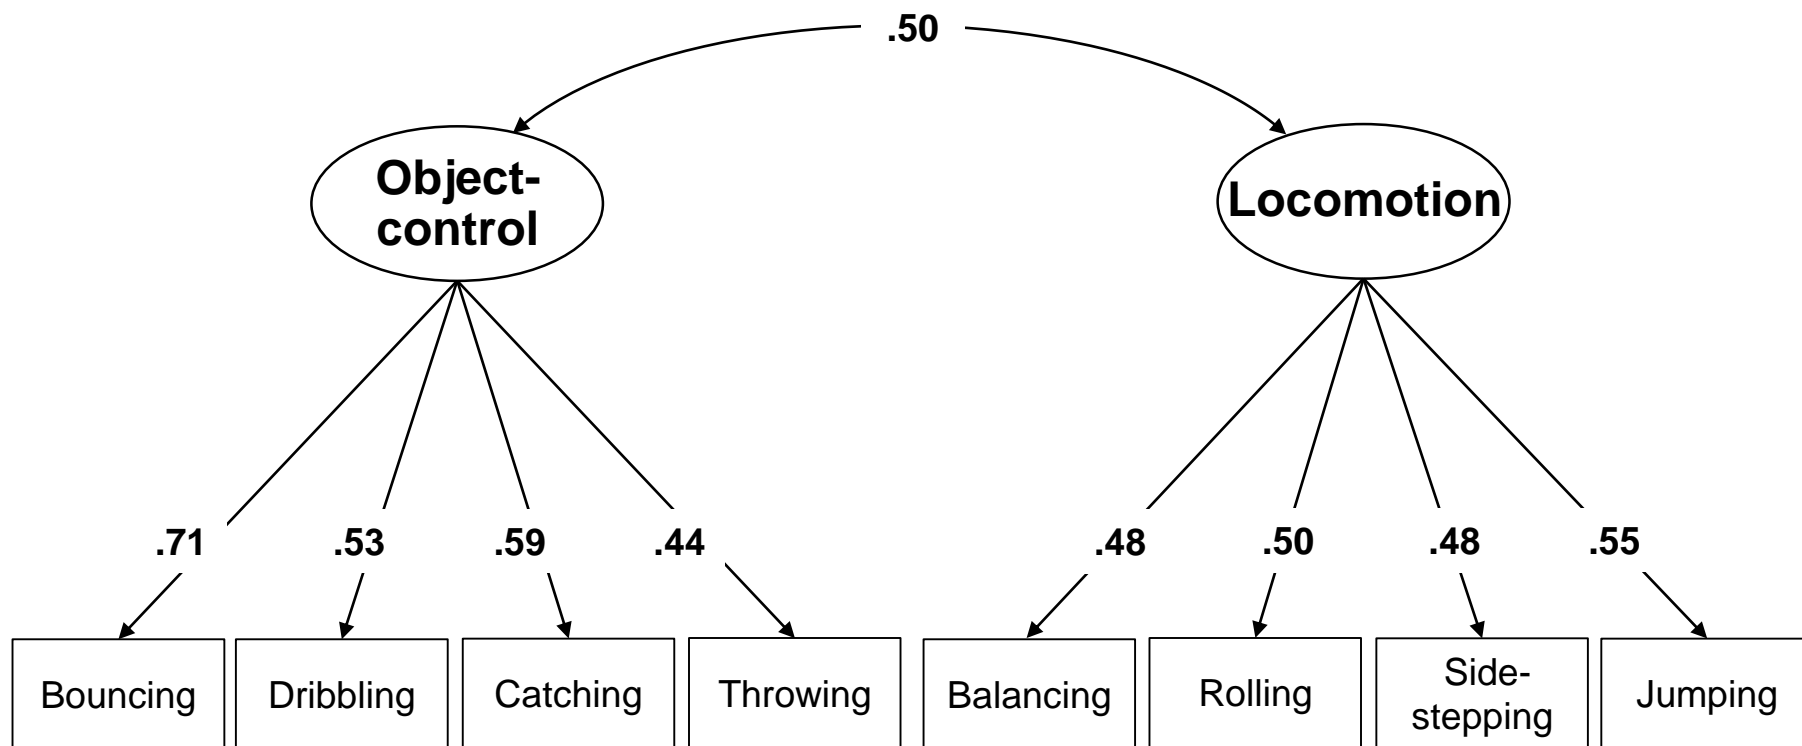 .50
Object-
control
Locomotion
.71
.53
.59
.44
.48
.50
.48
.55
Bouncing
Dribbling
Catching
Throwing
Balancing
Rolling
Side-
stepping
Jumping